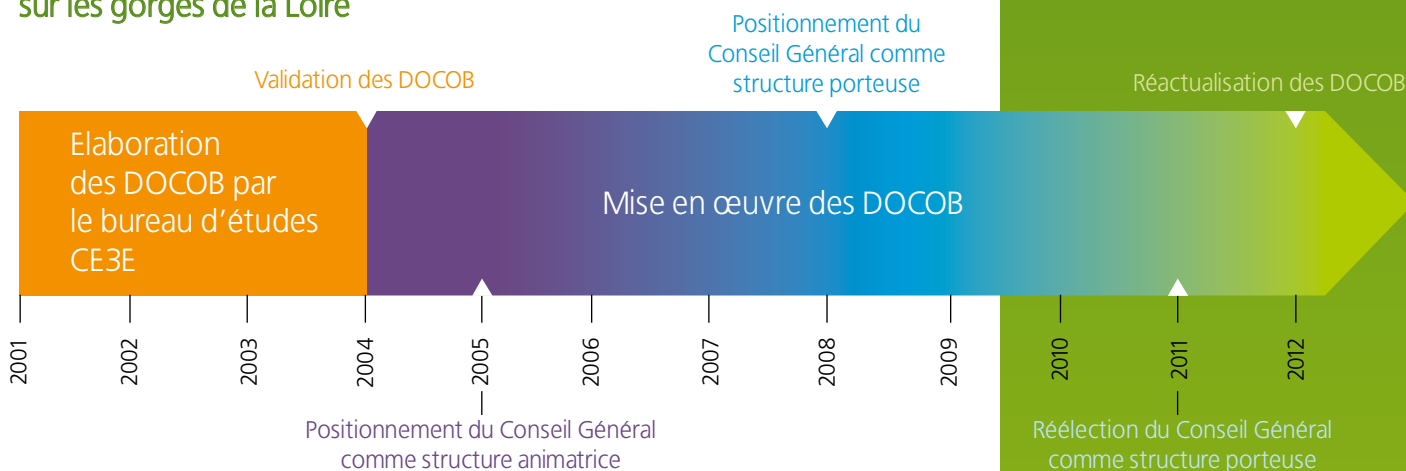 sur les gorges de la Loire
Positionnement du
Conseil Général comme
structure porteuse
Validation des DOCOB
Réactualisation des DOCOB
Elaboration
des DOCOB par
le bureau d'études
CE3E
Mise en œuvre des DOCOB
2001
2002
2003
2004
2005
2006
2007
2008
2009
2010
2011
2012
Positionnement du Conseil Général
comme structure animatrice
Réélection du Conseil Général
comme structure porteuse